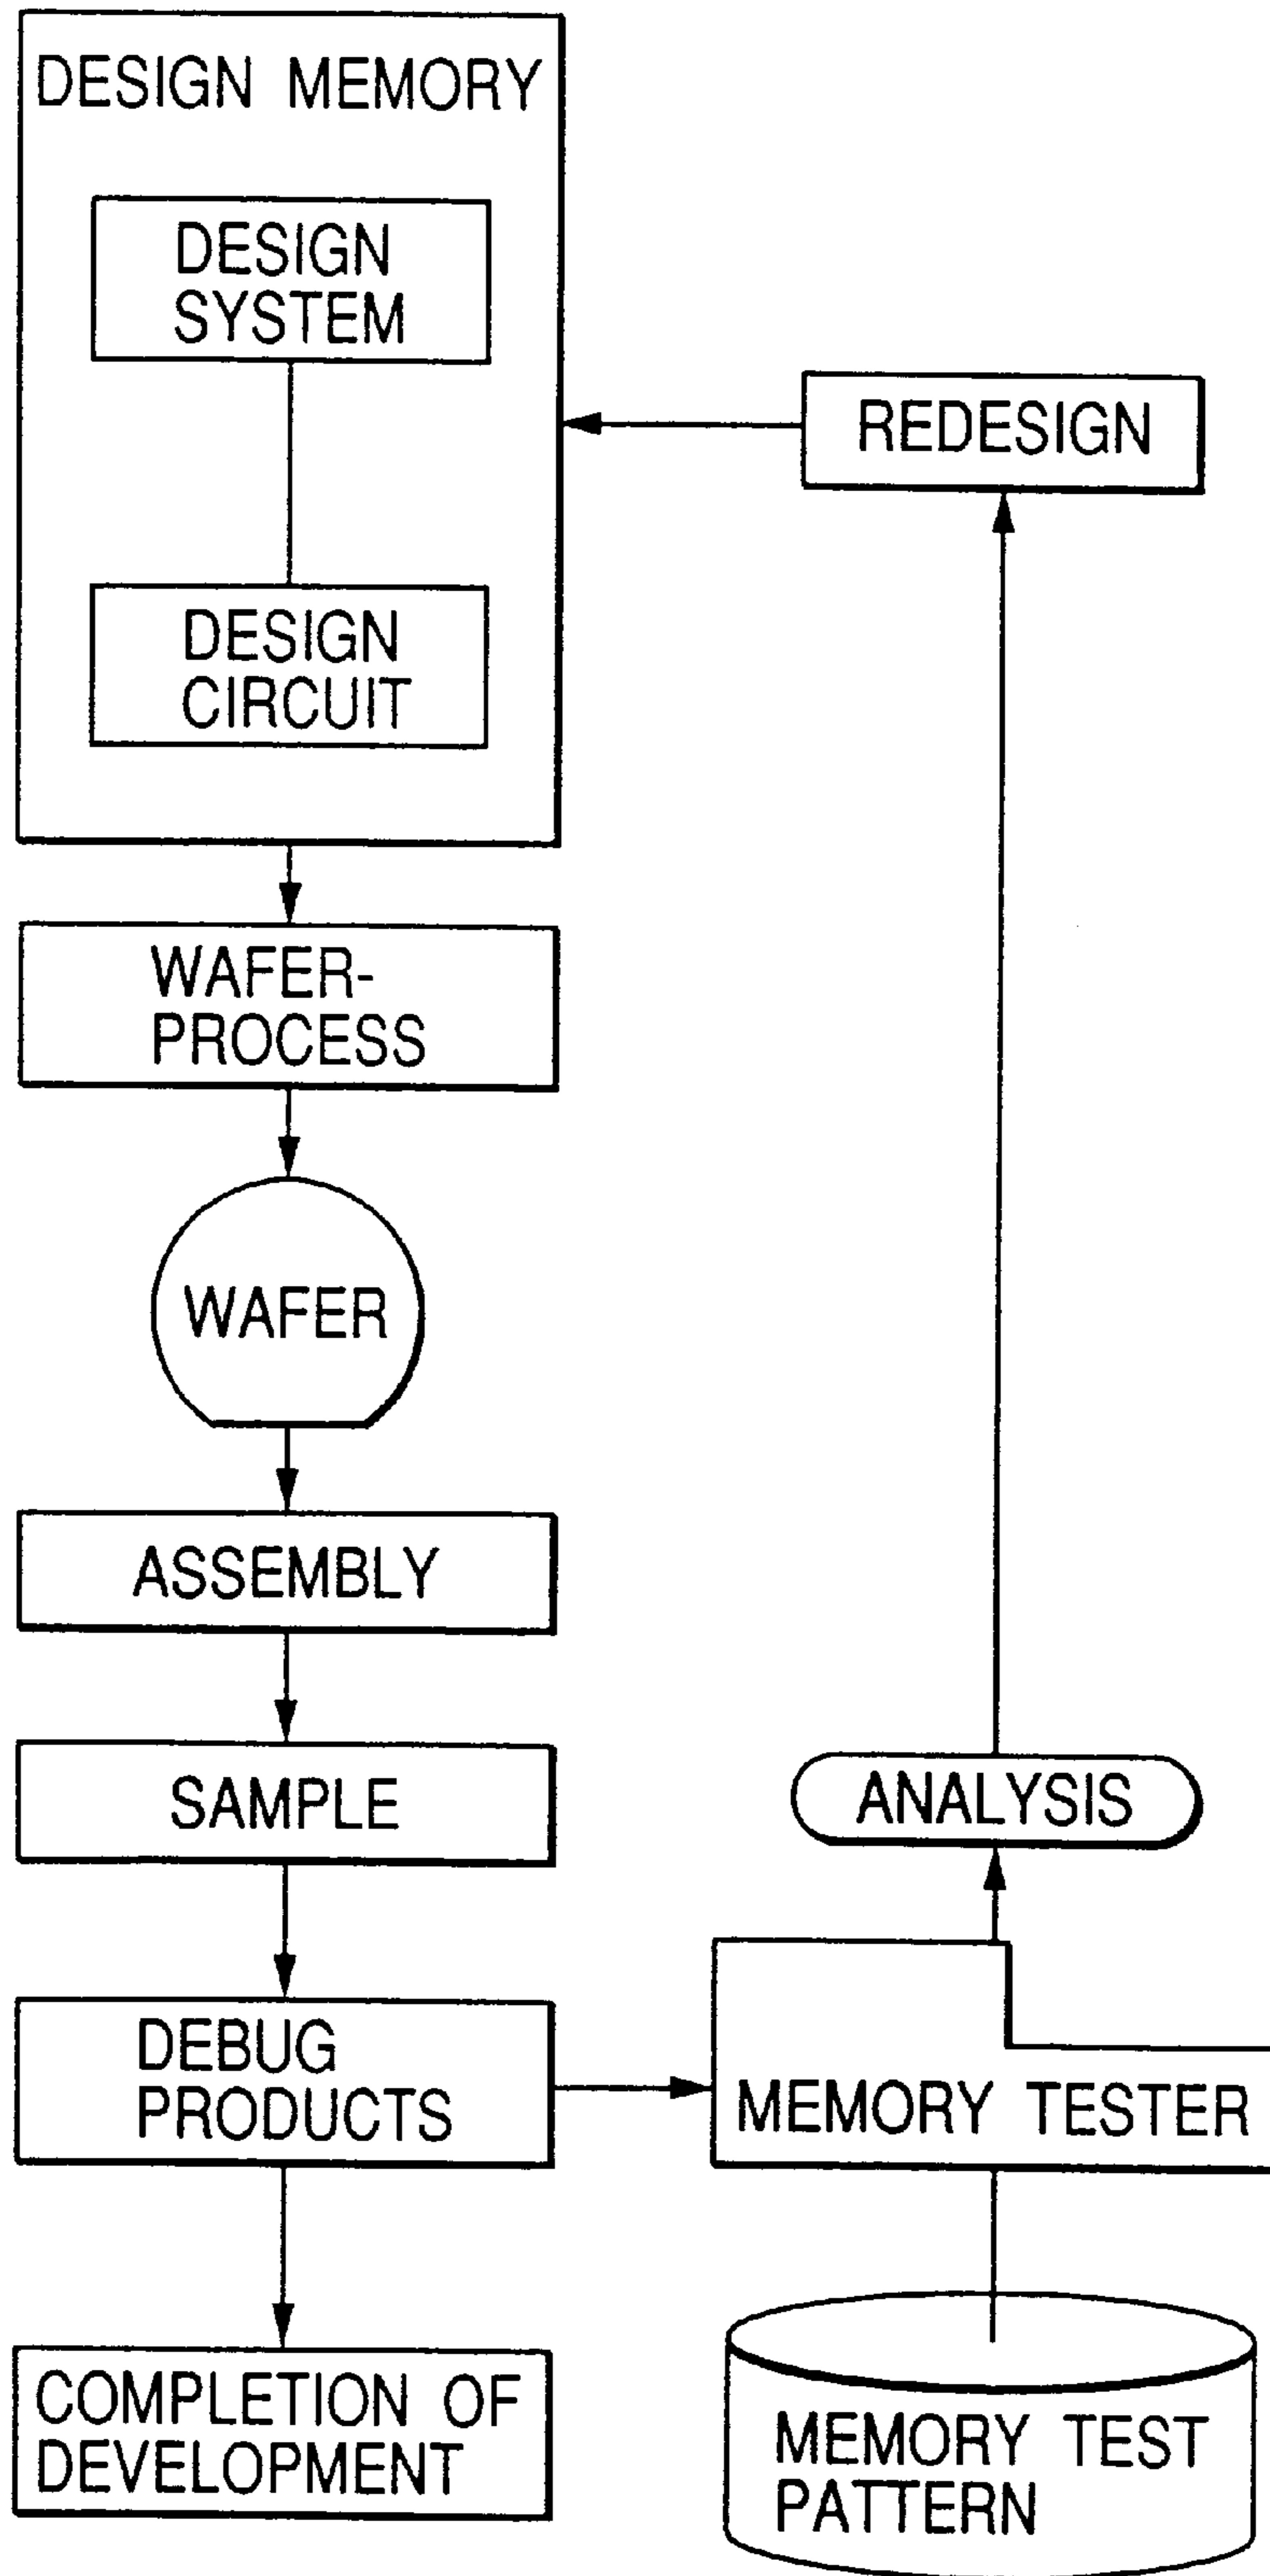 DESIGN MEMORY
DESIGN
SYSTEM
REDESIGN
DESIGN
CIRCUIT
WAFER-
PROCESS
WAFER
ASSEMBLY
SAMPLE
ANALYSIS
DEBUG
PRODUCTS
MEMORY TESTER
COMPLETION OF
DEVELOPMENT
MEMORY TEST
PATTERN